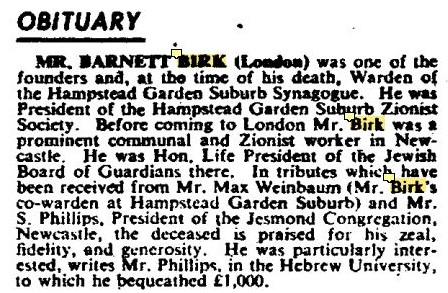 OBITUARY
MR. BARNETT BIRK (London) was one of the
founders and, at the time of his death, Warden of
the Hampstead Garden Suburb Synagogue. He was
President of the Hampstead Garden Suburb Zionist
Society. Before coming to London Mr. Birk was a
prominent communal and Zionist worker in New-
castle. He was Hon. Life President of the Jewish
Board of Guardians there. In tributes which have
been received from Mr. Max Weinbaum (Mr. Birk's
co-warden at Hampstead Garden Suburb) and Mr.
S. Phillips, President of the Jesmond Congregation,
Newcastle, the deceased is praised for his zeal,
fidelity, and generosity. He was particularly inter-
ested, writes Mr. Phillips, in the Hebrew University,
to which he bequeathed £1,000.